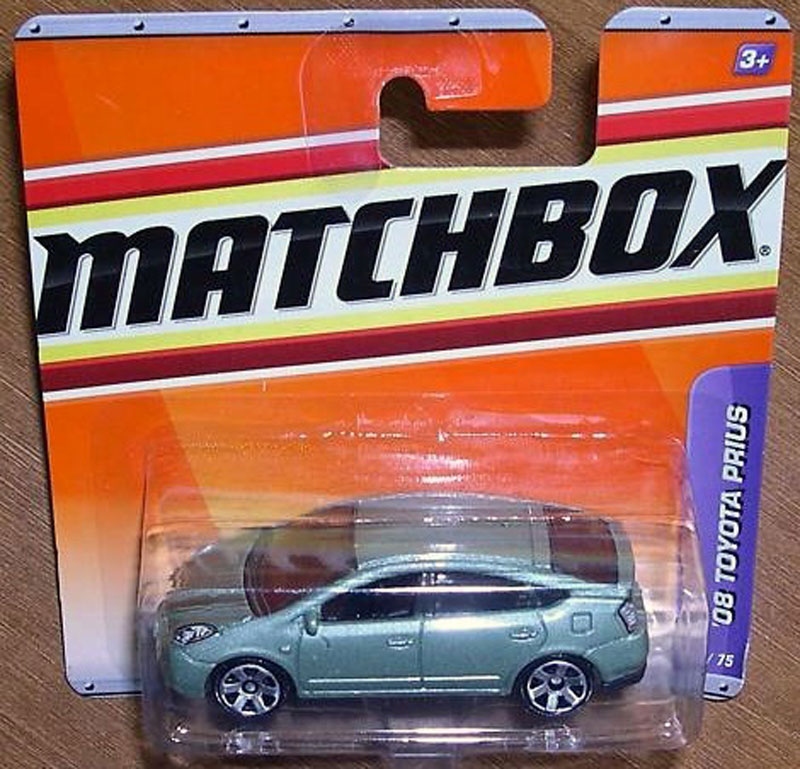 3+
MATCHBOX®
'08 TOYOTA PRIUS
/ 75